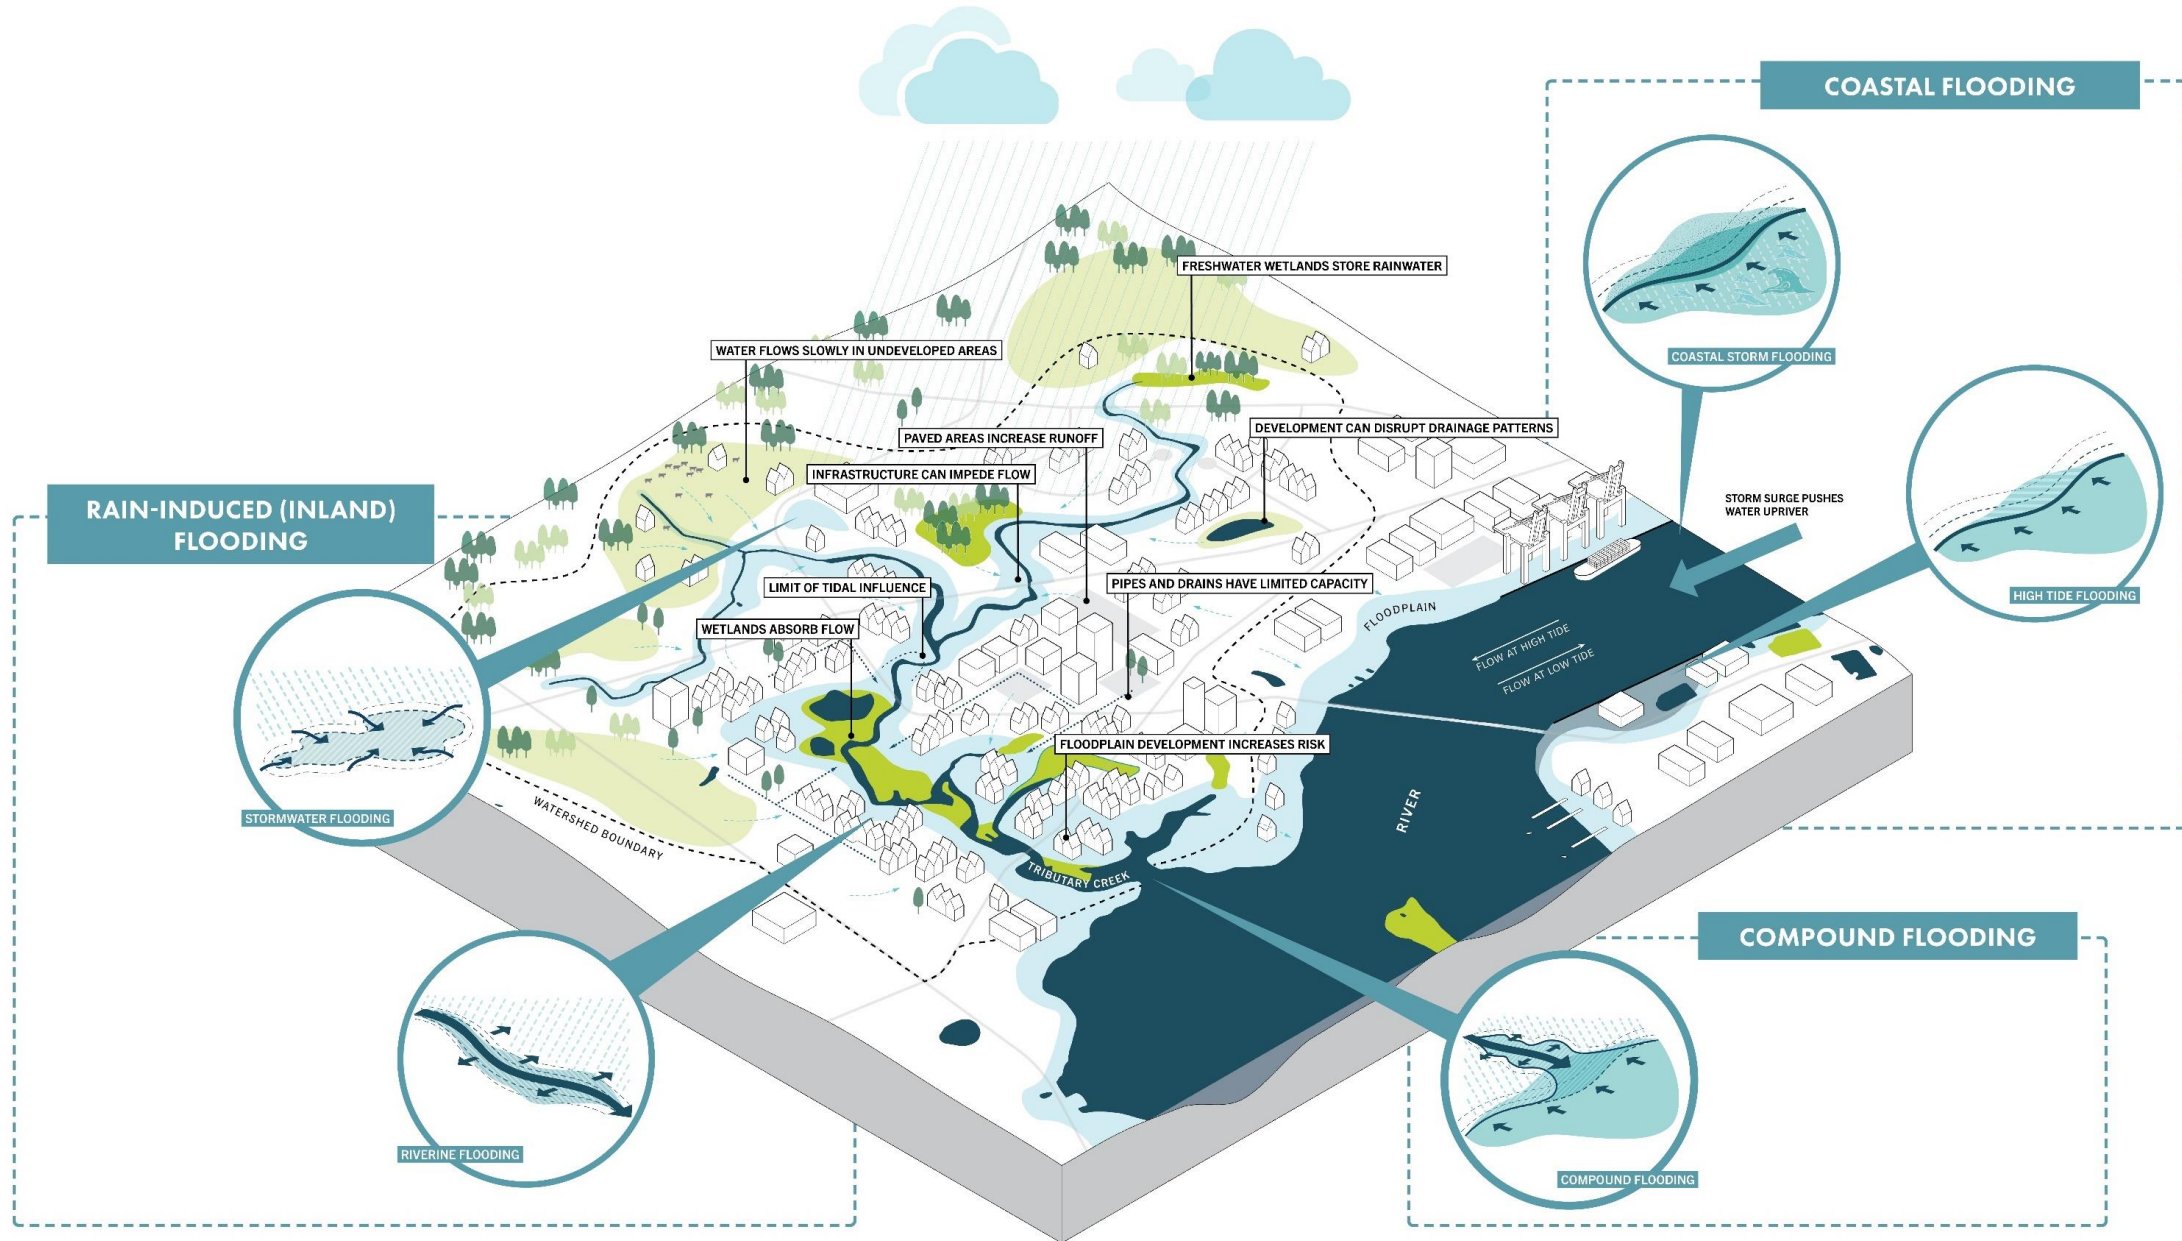 COASTAL FLOODING
COASTAL STORM FLOODING
HIGH TIDE FLOODING
STORM SURGE PUSHES
WATER UPRIVER
FRESHWATER WETLANDS STORE RAINWATER
WATER FLOWS SLOWLY IN UNDEVELOPED AREAS
DEVELOPMENT CAN DISRUPT DRAINAGE PATTERNS
PAVED AREAS INCREASE RUNOFF
INFRASTRUCTURE CAN IMPEDE FLOW
RAIN-INDUCED (INLAND)
FLOODING
LIMIT OF TIDAL INFLUENCE
PIPES AND DRAINS HAVE LIMITED CAPACITY
WETLANDS ABSORB FLOW
FLOODPLAIN
FLOW AT HIGH TIDE
FLOW AT LOW TIDE
FLOODPLAIN DEVELOPMENT INCREASES RISK
STORMWATER FLOODING
WATERSHED BOUNDARY
RIVER
TRIBUTARY CREEK
COMPOUND FLOODING
RIVERINE FLOODING
COMPOUND FLOODING